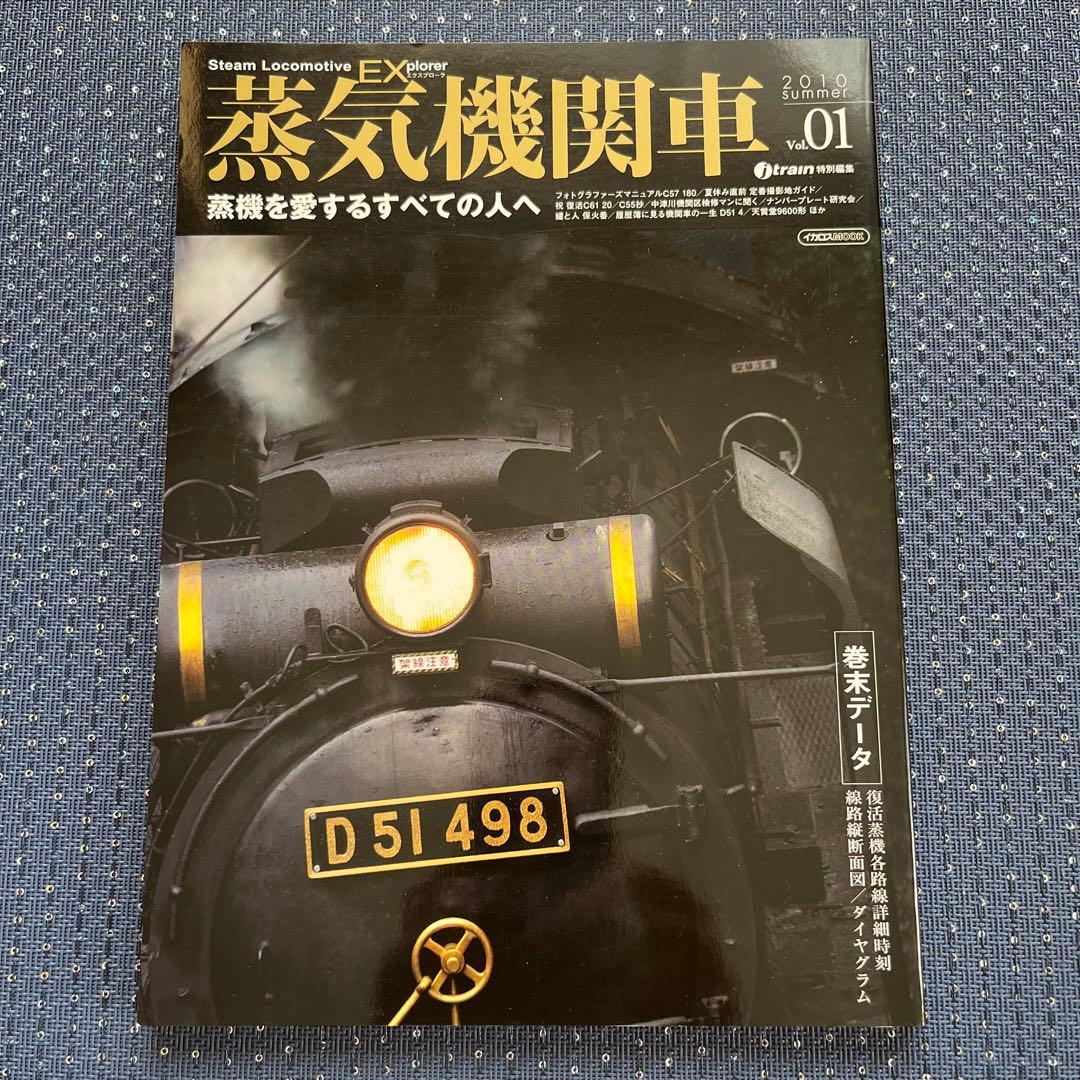 Steam Locomotive EXplorer
エクスプローラ
蒸気機関車
2010
summer
Vol.01
j train 特別編集
蒸機を愛するすべての人へ
フォトグラファーズマニュアルC57 180/夏休み直前 定番撮影地ガイド/
祝 復活C61 20/C55秒/中津川機関区検修マンに聞く/ナンバープレート研究会/
鑪と人 保火番/履歴簿に見る機関車の一生 D51 4/天賞堂9600形 ほか
イカロスMOOK
架線注意
架線注意
D51 498
巻末データ
復活蒸機各路線詳細時刻
線路縦断面図/ダイヤグラム